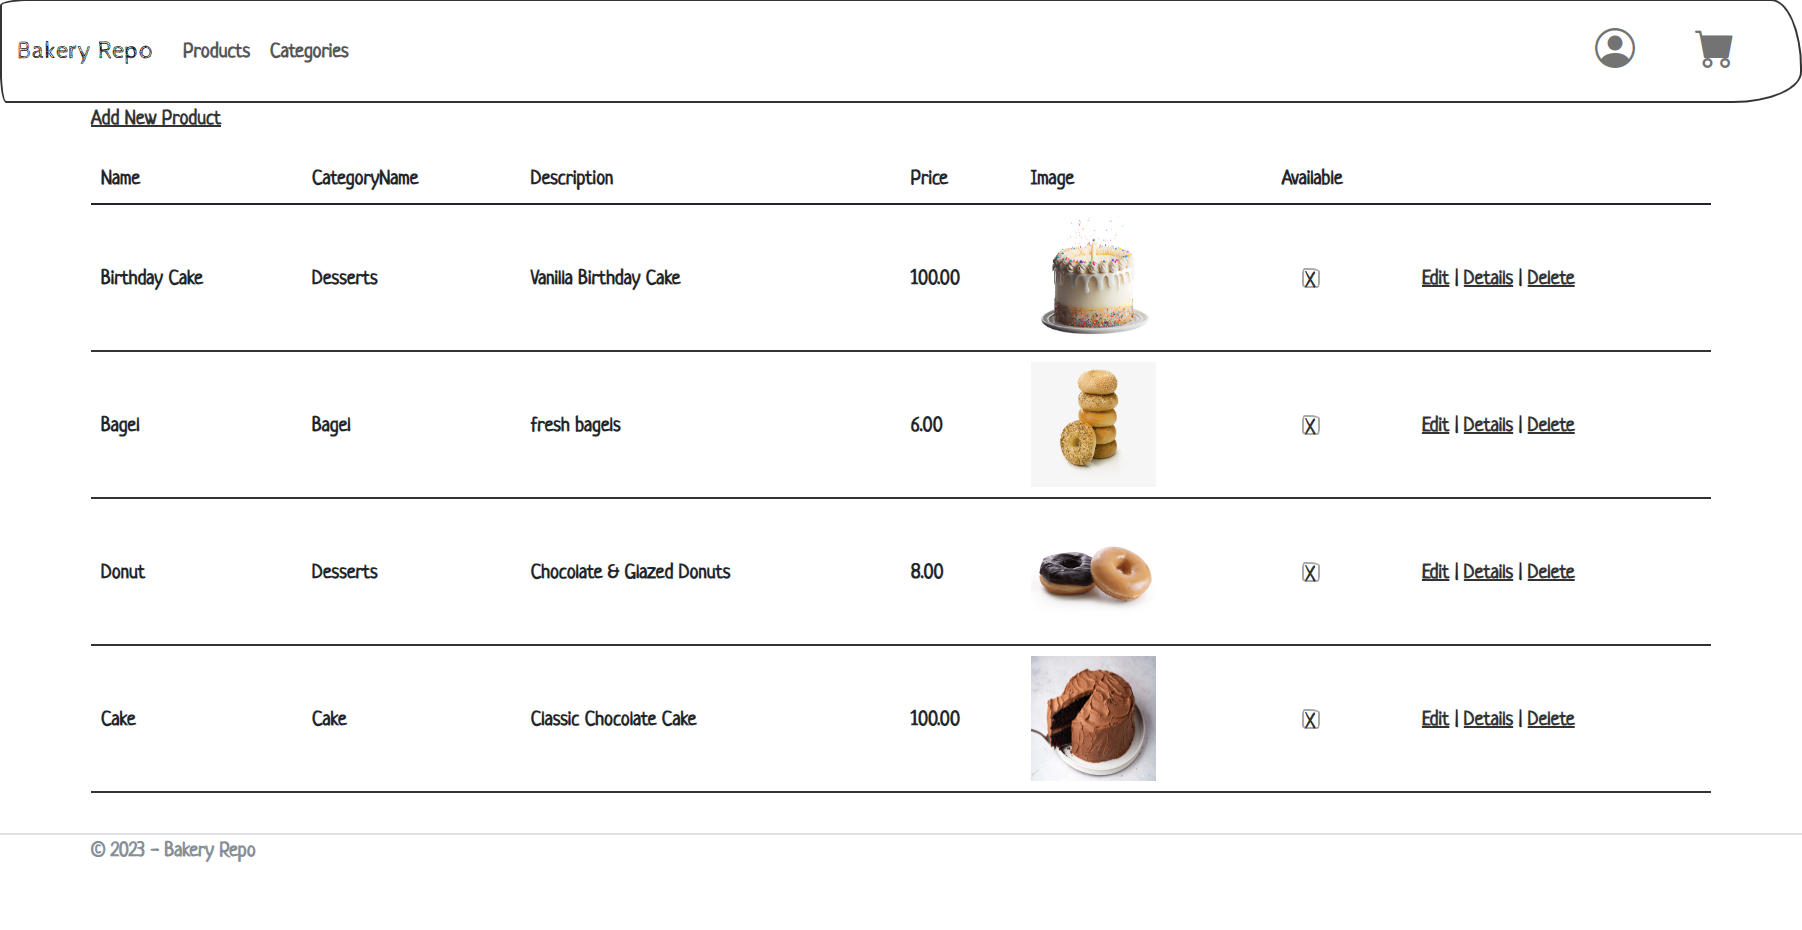 Bakery Repo Products Categories
Add New Product
Name CategoryName Description Price Image Available
Birthday Cake Desserts Vanilla Birthday Cake 100.00 X Edit | Details | Delete
Bagel Bagel fresh bagels 6.00 X Edit | Details | Delete
Donut Desserts Chocolate & Glazed Donuts 8.00 X Edit | Details | Delete
Cake Cake Classic Chocolate Cake 100.00 X Edit | Details | Delete
© 2023 - Bakery Repo